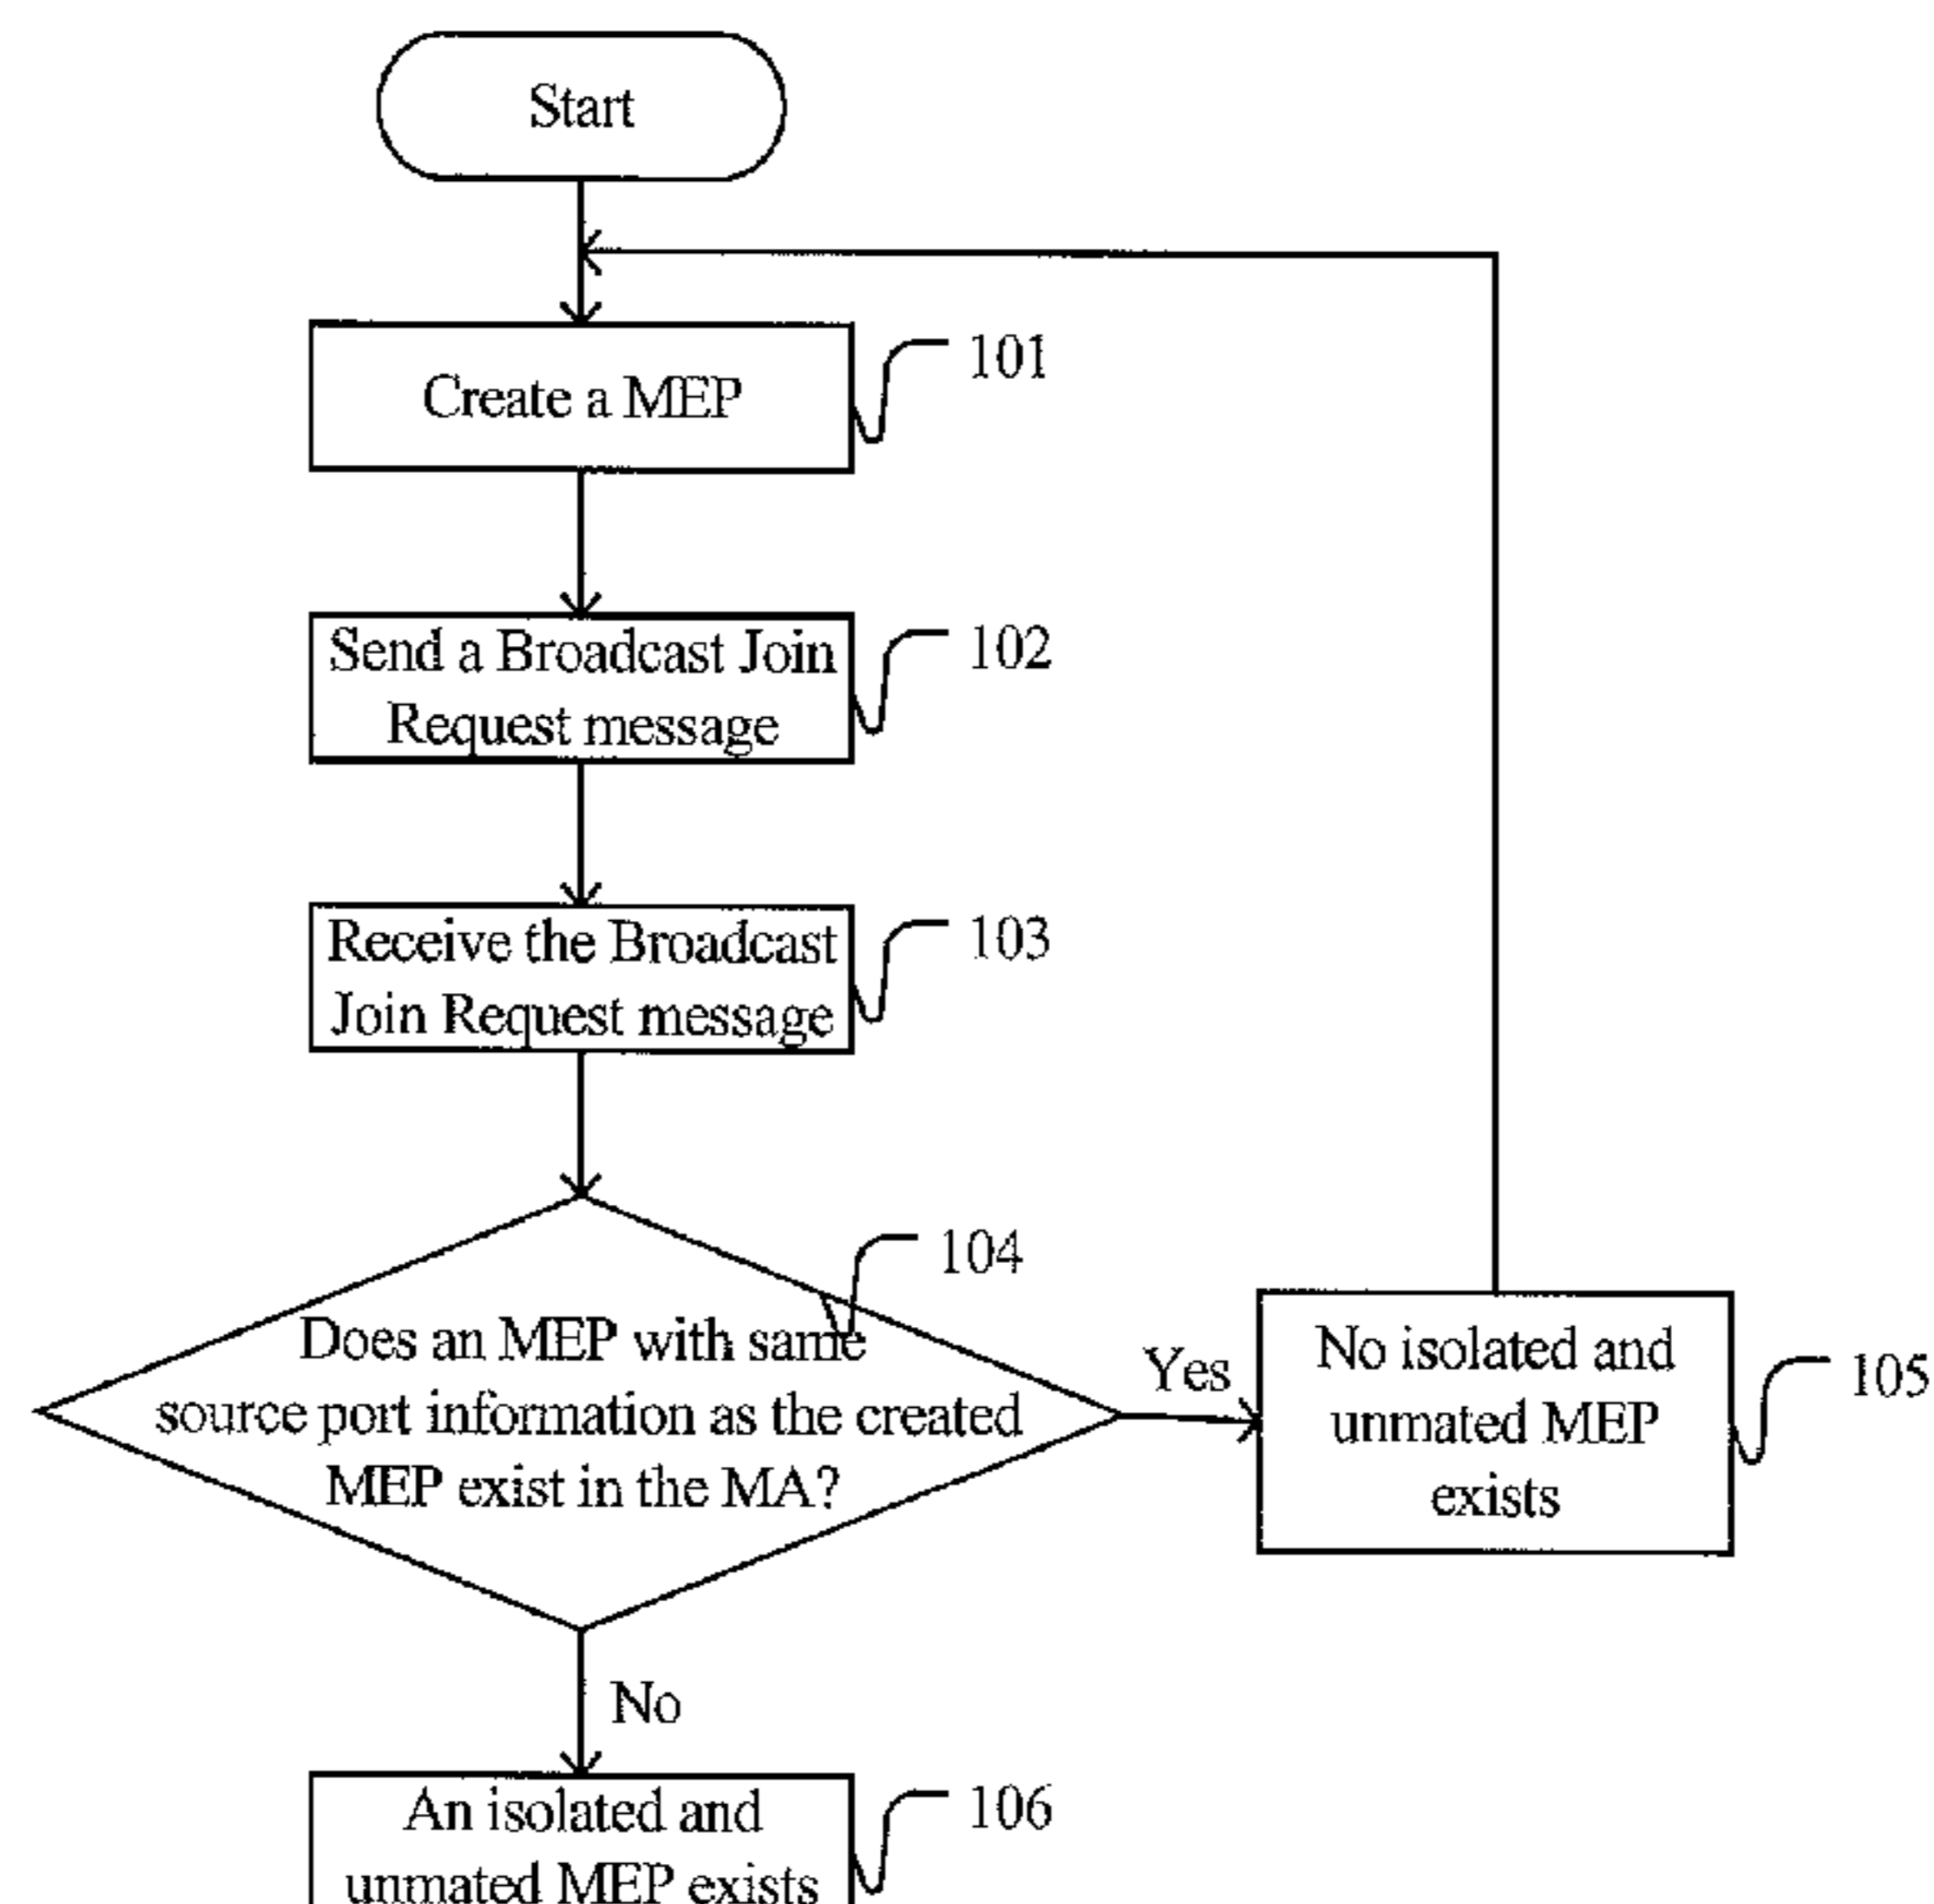 Start
Create a MEP
101
Send a Broadcast Join
Request message
102
Receive the Broadcast
Join Request message
103
104
Does an MEP with same
source port information as the created
MEP exist in the MA?
Yes
No isolated and
unmated MEP
exists
105
No
An isolated and
unmated MEP exists
106